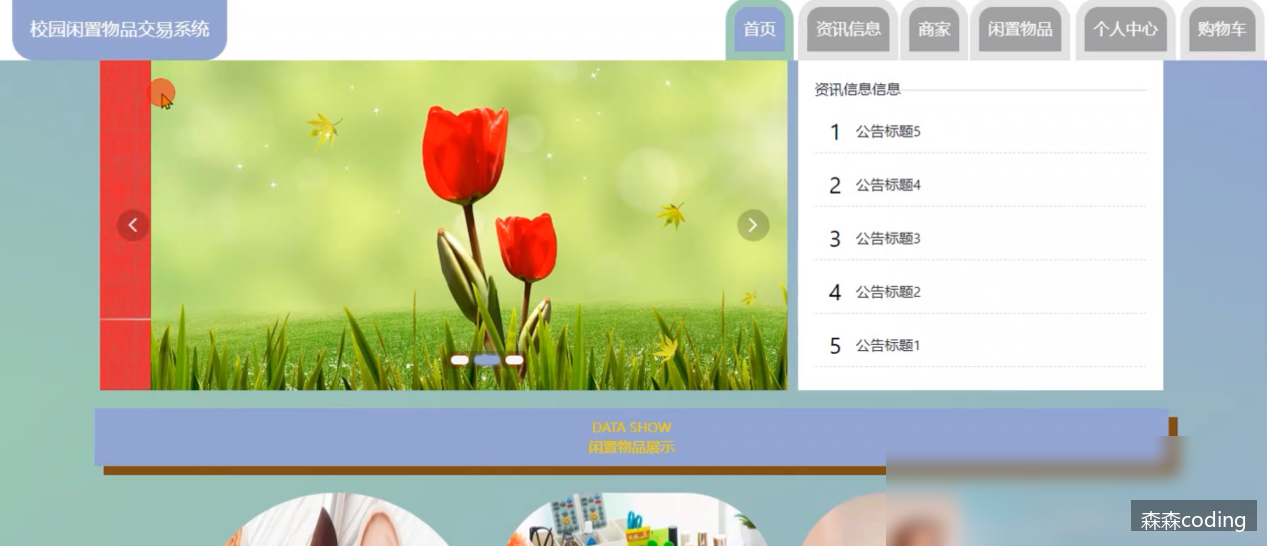 校园闲置物品交易系统
首页
资讯信息
商家
闲置物品
个人中心
购物车
资讯信息信息
1 公告标题5
2 公告标题4
3 公告标题3
4 公告标题2
5 公告标题1
DATA SHOW
闲置物品展示
森森coding